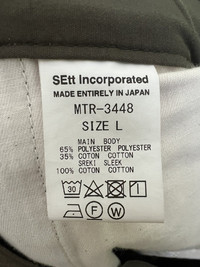 SEtt Incorporated
MADE ENTIRELY IN JAPAN
MTR-3448
SIZE L
MAIN BODY
65% POLYESTER POLYESTER
35% COTON COTTON
SREKI SLEEK
100% COTON COTTON
30
1
F W